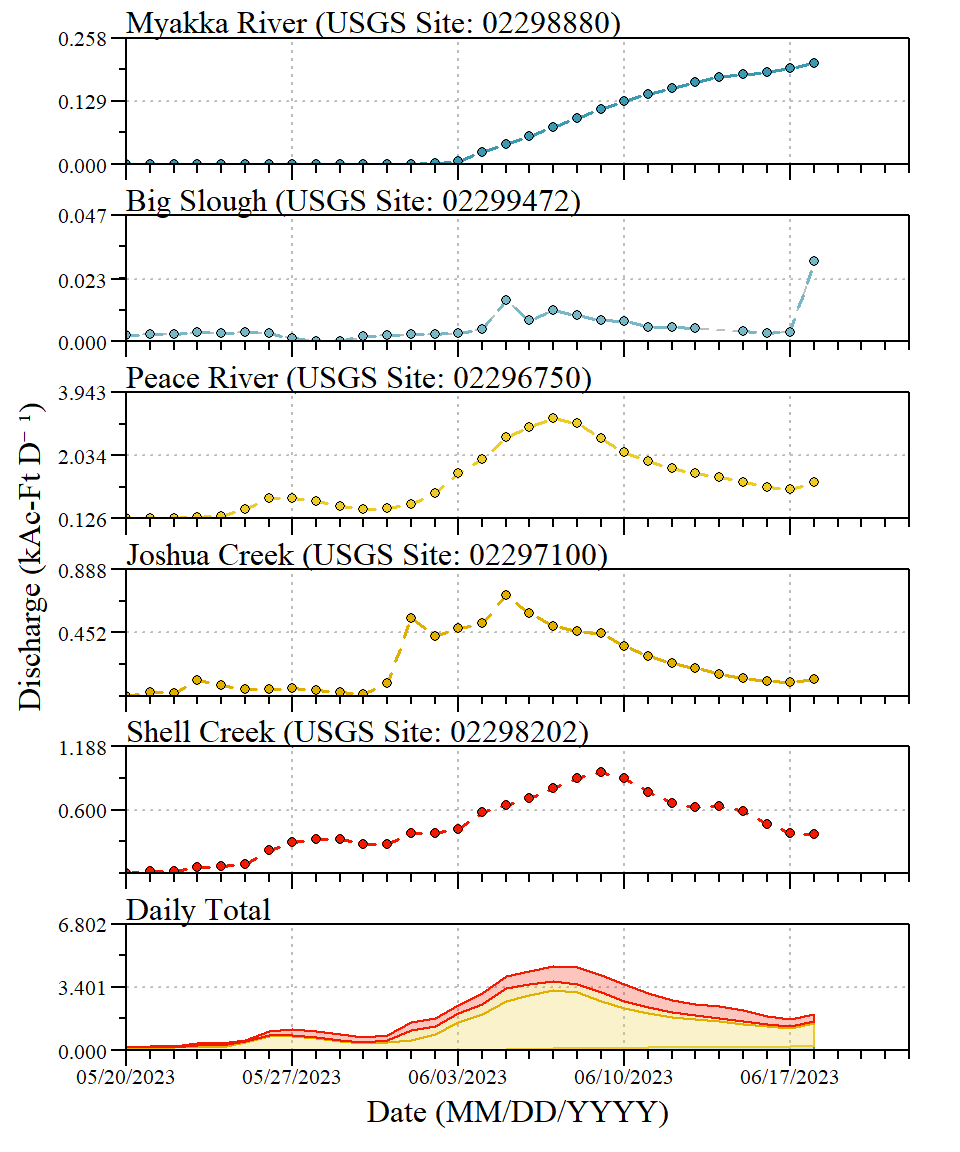 Myakka River (USGS Site: 02298880)
0.258
0.129
0.000
Big Slough (USGS Site: 02299472)
0.047
0.023
0.000
Peace River (USGS Site: 02296750)
3.943
2.034
0.126
Joshua Creek (USGS Site: 02297100)
0.888
0.452
Shell Creek (USGS Site: 02298202)
1.188
0.600
Daily Total
6.802
3.401
0.000
Discharge (kAc-Ft D⁻¹)
05/20/2023 05/27/2023 06/03/2023 06/10/2023 06/17/2023
Date (MM/DD/YYYY)